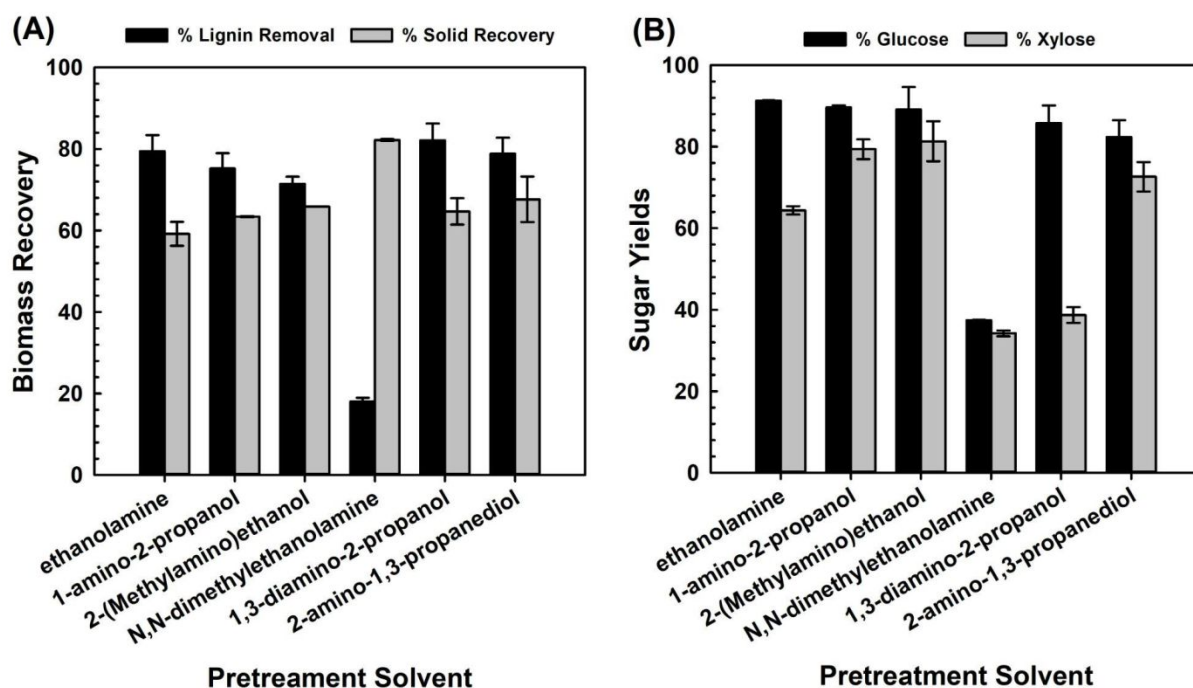 (A)
% Lignin Removal % Solid Recovery
Biomass Recovery
100
80
60
40
20
0
ethanolamine
1-amino-2-propanol
2-(Methylamino)ethanol
N,N-dimethylethanolamine
1,3-diamino-2-propanol
2-amino-1,3-propanediol
Pretreament Solvent
(B)
% Glucose % Xylose
Sugar Yields
100
80
60
40
20
0
ethanolamine
1-amino-2-propanol
2-(Methylamino)ethanol
N,N-dimethylethanolamine
1,3-diamino-2-propanol
2-amino-1,3-propanediol
Pretreatment Solvent